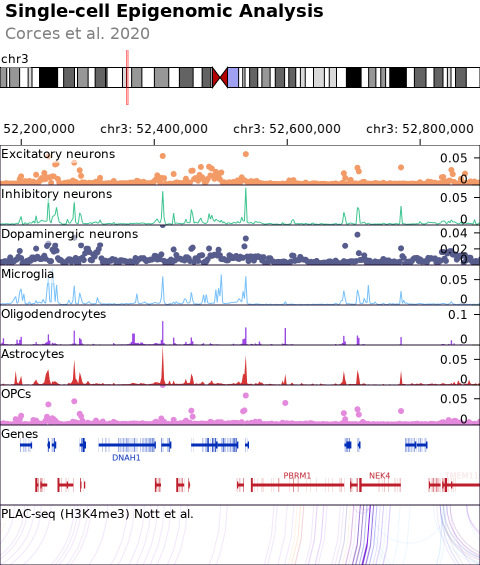 Single-cell Epigenomic Analysis
Corces et al. 2020
chr3
52,200,000 chr3: 52,400,000 chr3: 52,600,000 chr3: 52,800,000
Excitatory neurons 0.05
0
Inhibitory neurons 0.05
0
Dopaminergic neurons 0.04
0.02
0
Microglia 0.05
0
Oligodendrocytes 0.1
0
Astrocytes 0.05
0
OPCs 0.05
0
Genes
DNAH1
PBRM1 NEK4 TMEM110
PLAC-seq (H3K4me3) Nott et al.